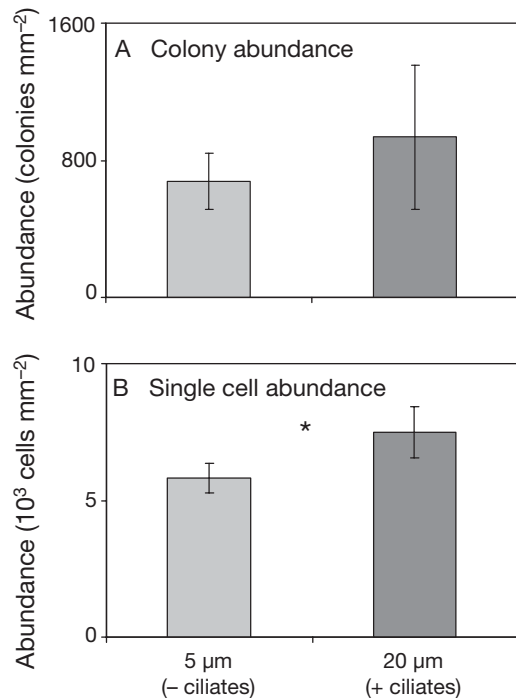 1600
A Colony abundance
Abundance (colonies mm⁻²)
800
0
10
B Single cell abundance
*
Abundance (10³ cells mm⁻²)
5
0
5 µm
(– ciliates)
20 µm
(+ ciliates)